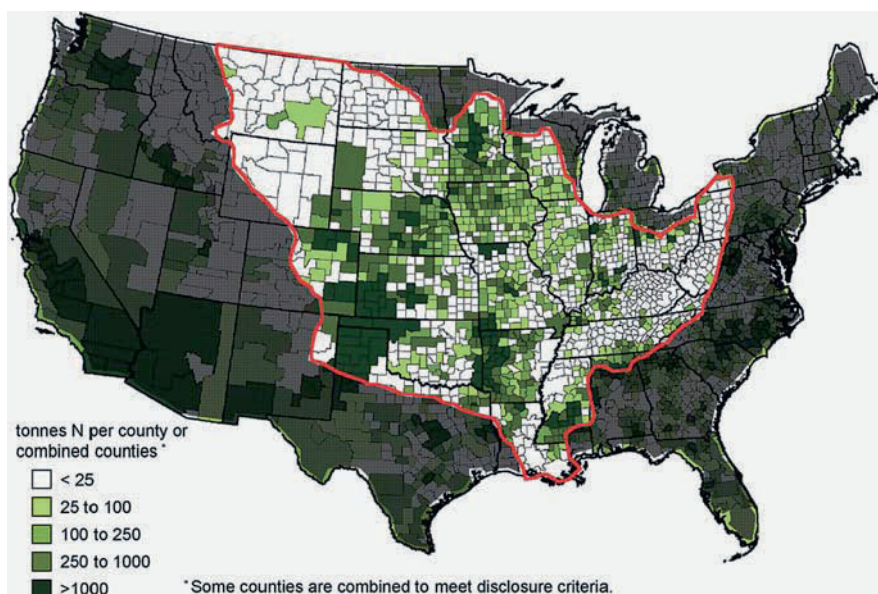 tonnes N per county or
combined counties *
< 25
25 to 100
100 to 250
250 to 1000
>1000
*Some counties are combined to meet disclosure criteria.